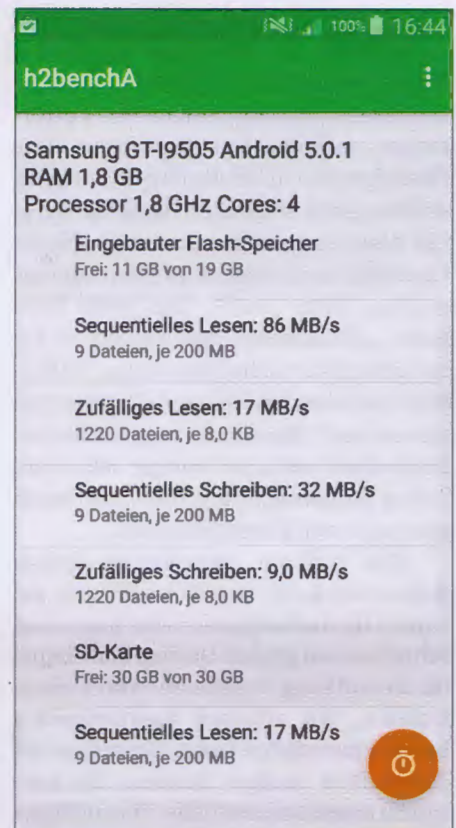 100% 16:44
h2benchA
Samsung GT-I9505 Android 5.0.1
RAM 1,8 GB
Processor 1,8 GHz Cores: 4
Eingebauter Flash-Speicher
Frei: 11 GB von 19 GB
Sequentielles Lesen: 86 MB/s
9 Dateien, je 200 MB
Zufälliges Lesen: 17 MB/s
1220 Dateien, je 8,0 KB
Sequentielles Schreiben: 32 MB/s
9 Dateien, je 200 MB
Zufälliges Schreiben: 9,0 MB/s
1220 Dateien, je 8,0 KB
SD-Karte
Frei: 30 GB von 30 GB
Sequentielles Lesen: 17 MB/s
9 Dateien, je 200 MB